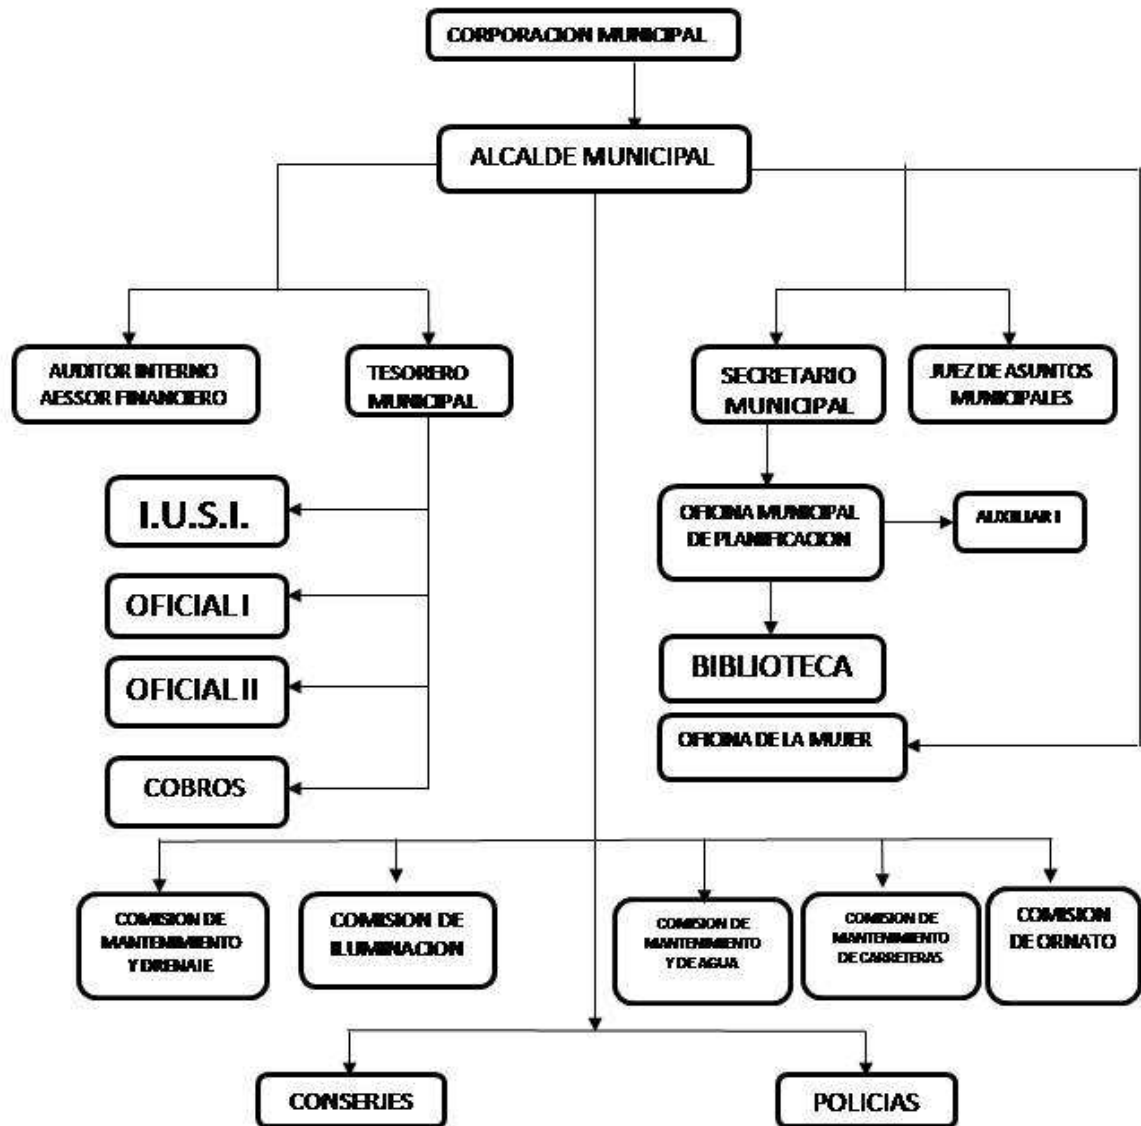 CORPORACION MUNICIPAL
ALCALDE MUNICIPAL
AUDITOR INTERNO
AESSOR FINANCIERO
TESORERO
MUNICIPAL
SECRETARIO
MUNICIPAL
JUEZ DE ASUNTOS
MUNICIPALES
I.U.S.I.
OFICINA MUNICIPAL
DE PLANIFICACION
AUXILIAR I
OFICIAL I
OFICIAL II
BIBLIOTECA
OFICINA DE LA MUJER
COBROS
COMISION DE
MANTENIMIENTO
Y DRENAJE
COMISION DE
ILUMINACION
COMISION DE
MANTENIMIENTO
Y DE AGUA
COMISION DE
MANTENIMIENTO
DE CARRETERAS
COMISION
DE ORNATO
CONSERJES
POLICIAS